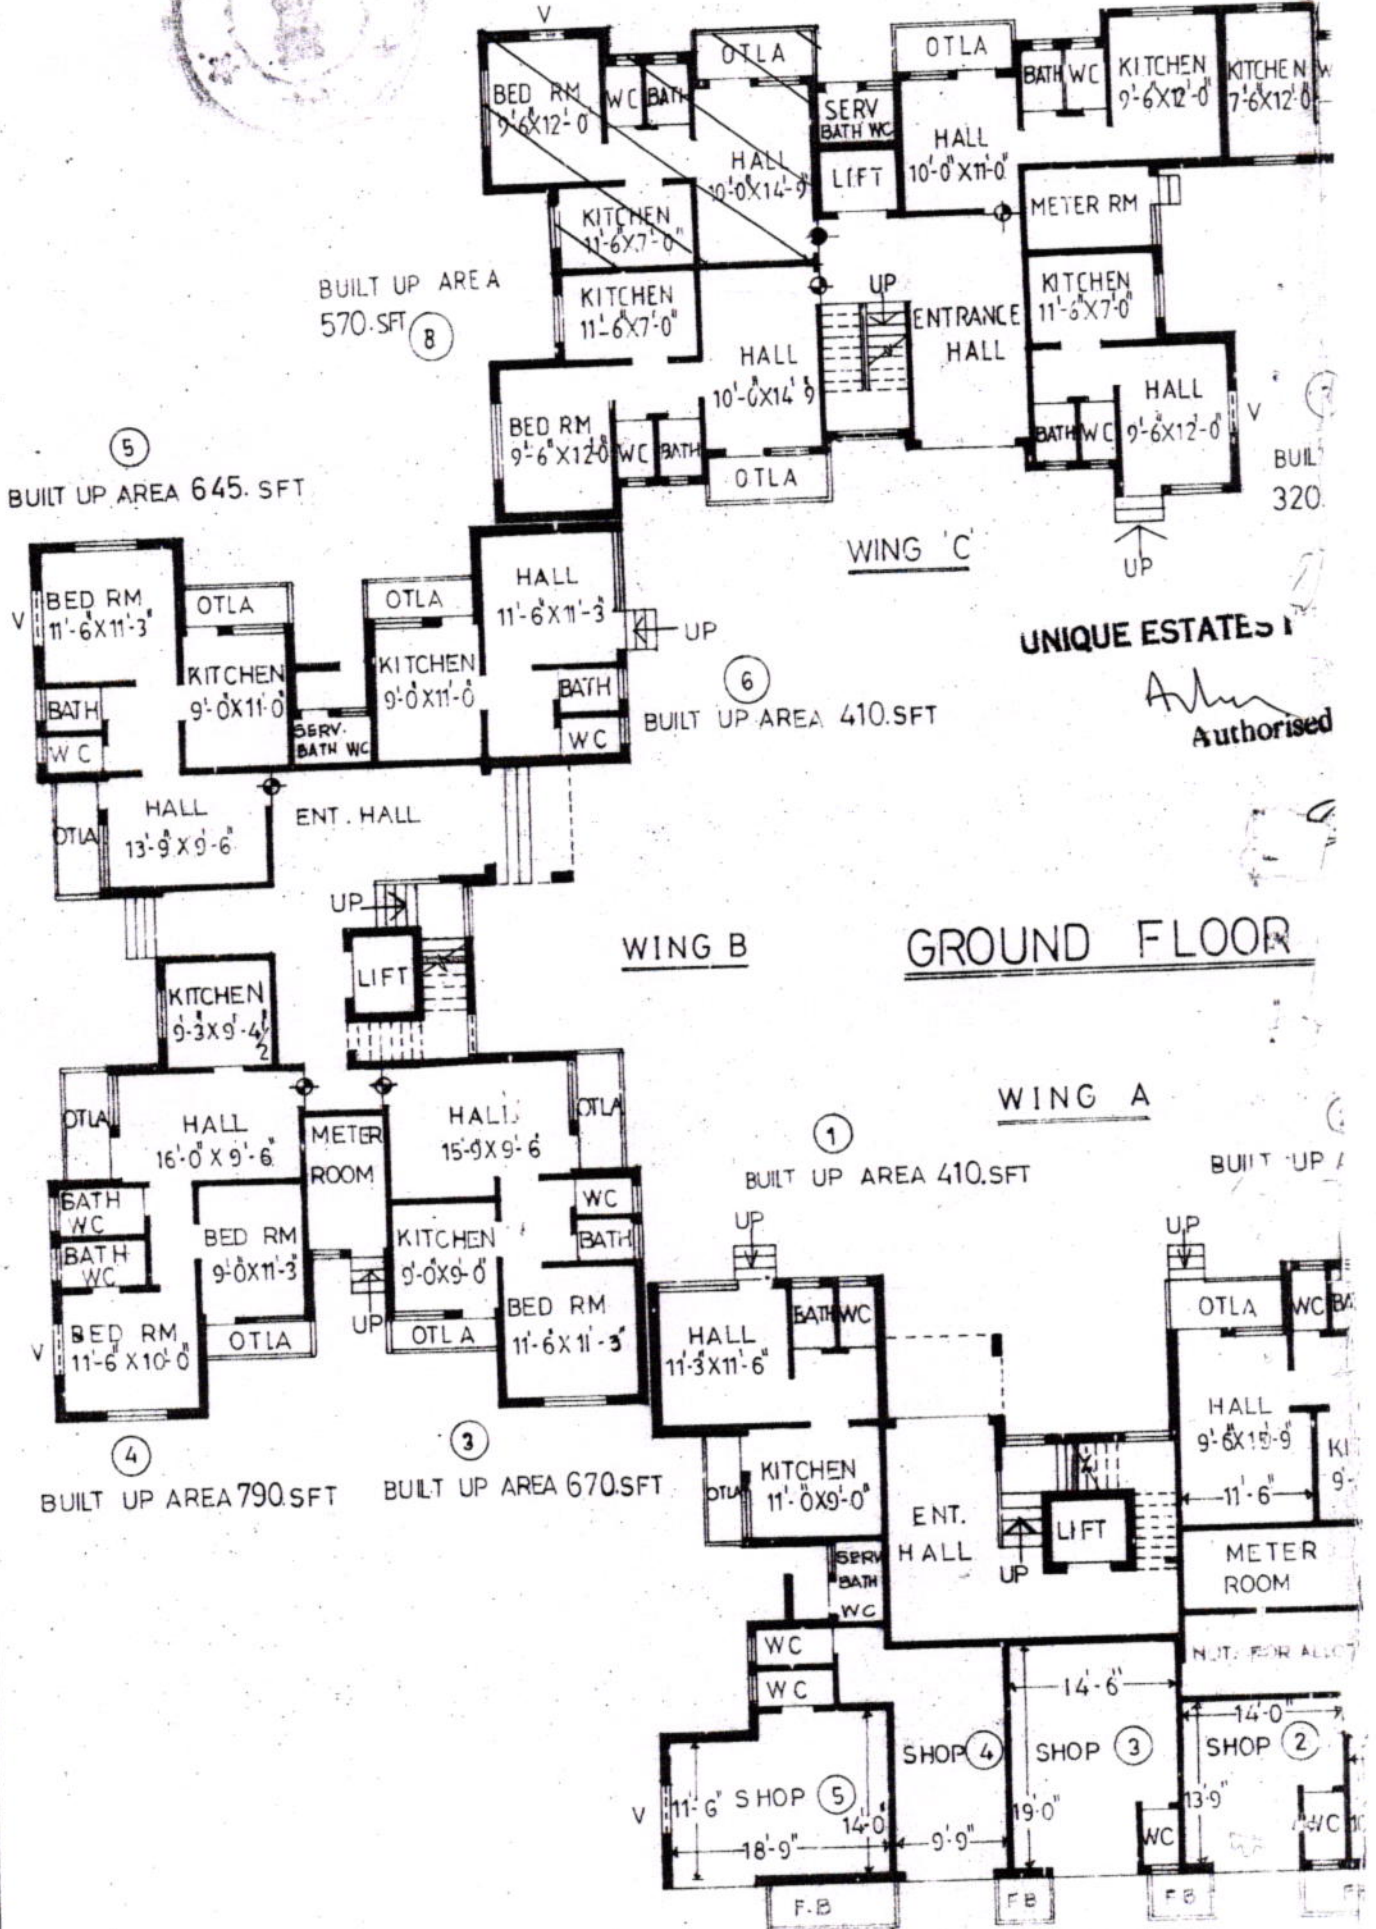 V
BED RM
9'-6"X12'-0"
WC
BATH
OTLA
HALL
10'-0"X14'-9"
KITCHEN
11'-6"X7'-0"
SERV
BATH WC
LIFT
OTLA
HALL
10'-0"X11'-0"
BATH
WC
KITCHEN
9'-6"X12'-0"
KITCHEN
7'-6"X12'-0"
METER RM
BUILT UP AREA
570.SFT
8
KITCHEN
11'-6"X7'-0"
HALL
10'-0"X14'9"
BED RM
9'-6"X12'-0"
WC
BATH
OTLA
UP
ENTRANCE
HALL
KITCHEN
11'-6"X7'-0"
HALL
9'-6"X12'-0"
BATH
WC
V
UP
BUIL
320.
WING 'C'
5
BUILT UP AREA 645.SFT
BED RM
11'-6"X11'-3"
V
OTLA
KITCHEN
9'-0"X11'-0"
BATH
WC
SERV.
BATH WC
OTLA
KITCHEN
9'-0"X11'-0"
HALL
11'-6"X11'-3"
UP
BATH
WC
6
BUILT UP AREA 410.SFT
UNIQUE ESTATES
Authorised
OTLA
HALL
13'-9"X9'-6"
ENT. HALL
UP
LIFT
WING B
GROUND FLOOR
KITCHEN
9'-3"X9'-4½"
OTLA
HALL
16'-0"X9'-6"
METER
ROOM
HALL
15'-9"X9'-6"
OTLA
BATH
WC
BATH
WC
BED RM
9'-0"X11'-3"
BED RM
11'-6"X10'-0"
V
OTLA
UP
KITCHEN
9'-0"X9'-0"
OTLA
WC
BATH
BED RM
11'-6"X11'-3"
4
BUILT UP AREA 790.SFT
3
BUILT UP AREA 670.SFT
WING A
1
BUILT UP AREA 410.SFT
BUILT UP
UP
HALL
11'-3"X11'-6"
BATH
WC
OTLA
KITCHEN
11'-0"X9'-0"
SERV
BATH
WC
ENT.
HALL
UP
LIFT
UP
OTLA
WC
BA
HALL
9'-6"X15'-9"
11'-6"
KI
9'-
METER
ROOM
NOT. FOR ALLOT
WC
WC
SHOP 5
11'-6"
18'-9"
14'-0"
V
SHOP 4
9'-9"
SHOP 3
14'-6"
19'-0"
WC
SHOP 2
14'-0"
13'-9"
WC
F.B
F B
F B